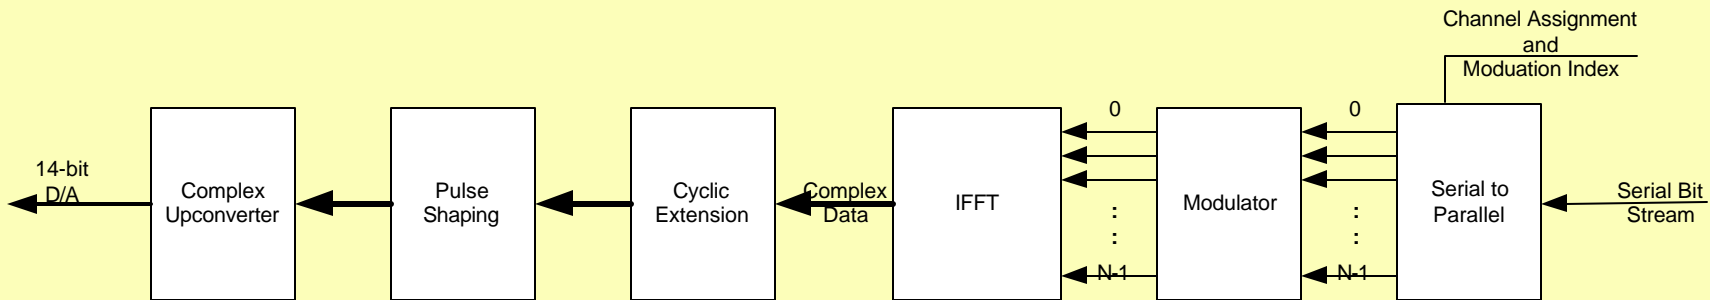 Channel Assignment
and
Moduation Index
14-bit
D/A
Complex
Upconverter
Pulse
Shaping
Cyclic
Extension
Complex
Data
IFFT
0
:
:
N-1
Modulator
0
:
:
N-1
Serial to
Parallel
Serial Bit
Stream